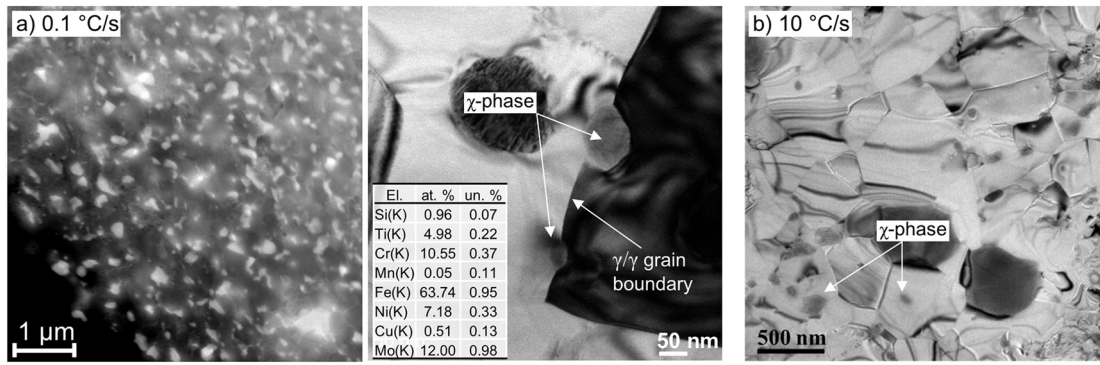 a) 0.1 °C/s
1 µm
χ-phase
El. at. % un. %
Si(K) 0.96 0.07
Ti(K) 4.98 0.22
Cr(K) 10.55 0.37
Mn(K) 0.05 0.11
Fe(K) 63.74 0.95
Ni(K) 7.18 0.33
Cu(K) 0.51 0.13
Mo(K) 12.00 0.98
γ/γ grain
boundary
50 nm
b) 10 °C/s
χ-phase
500 nm